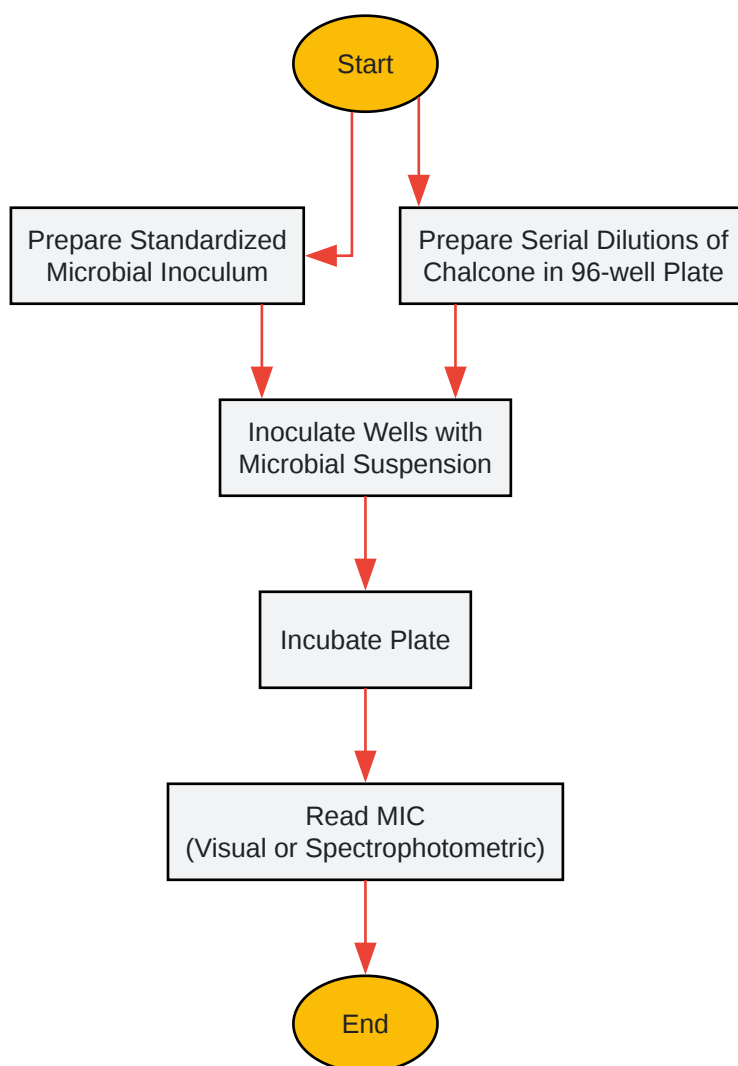 Start
Prepare Standardized
Microbial Inoculum
Prepare Serial Dilutions of
Chalcone in 96-well Plate
Inoculate Wells with
Microbial Suspension
Incubate Plate
Read MIC
(Visual or Spectrophotometric)
End